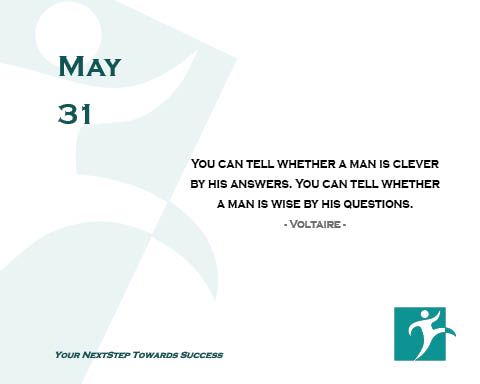 May
31
You can tell whether a man is clever
by his answers. You can tell whether
a man is wise by his questions.
- Voltaire -
Your NextStep Towards Success